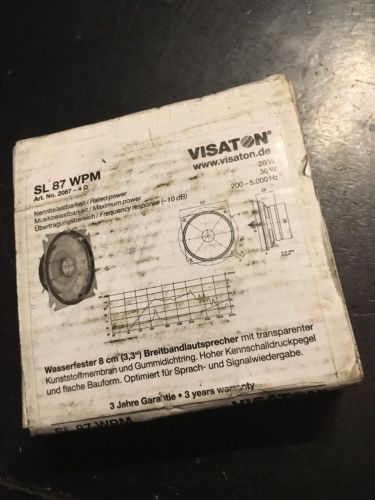 VISATON®
www.visaton.de
SL 87 WPM
Art. No. 2087 – 4 Ω
Nennbelastbarkeit / Rated power 20 W
Musikbelastbarkeit / Maximum power 30 W
Übertragungsbereich / Frequency response (–10 dB) 200–5.000 Hz
Wasserfester 8 cm (3,3") Breitbandlautsprecher mit transparenter
Kunststoffmembran und Gummidichtring. Hoher Kennschalldruckpegel
und flache Bauform. Optimiert für Sprach- und Signalwiedergabe.
3 Jahre Garantie • 3 years warranty
SL 87 WPM VISATON